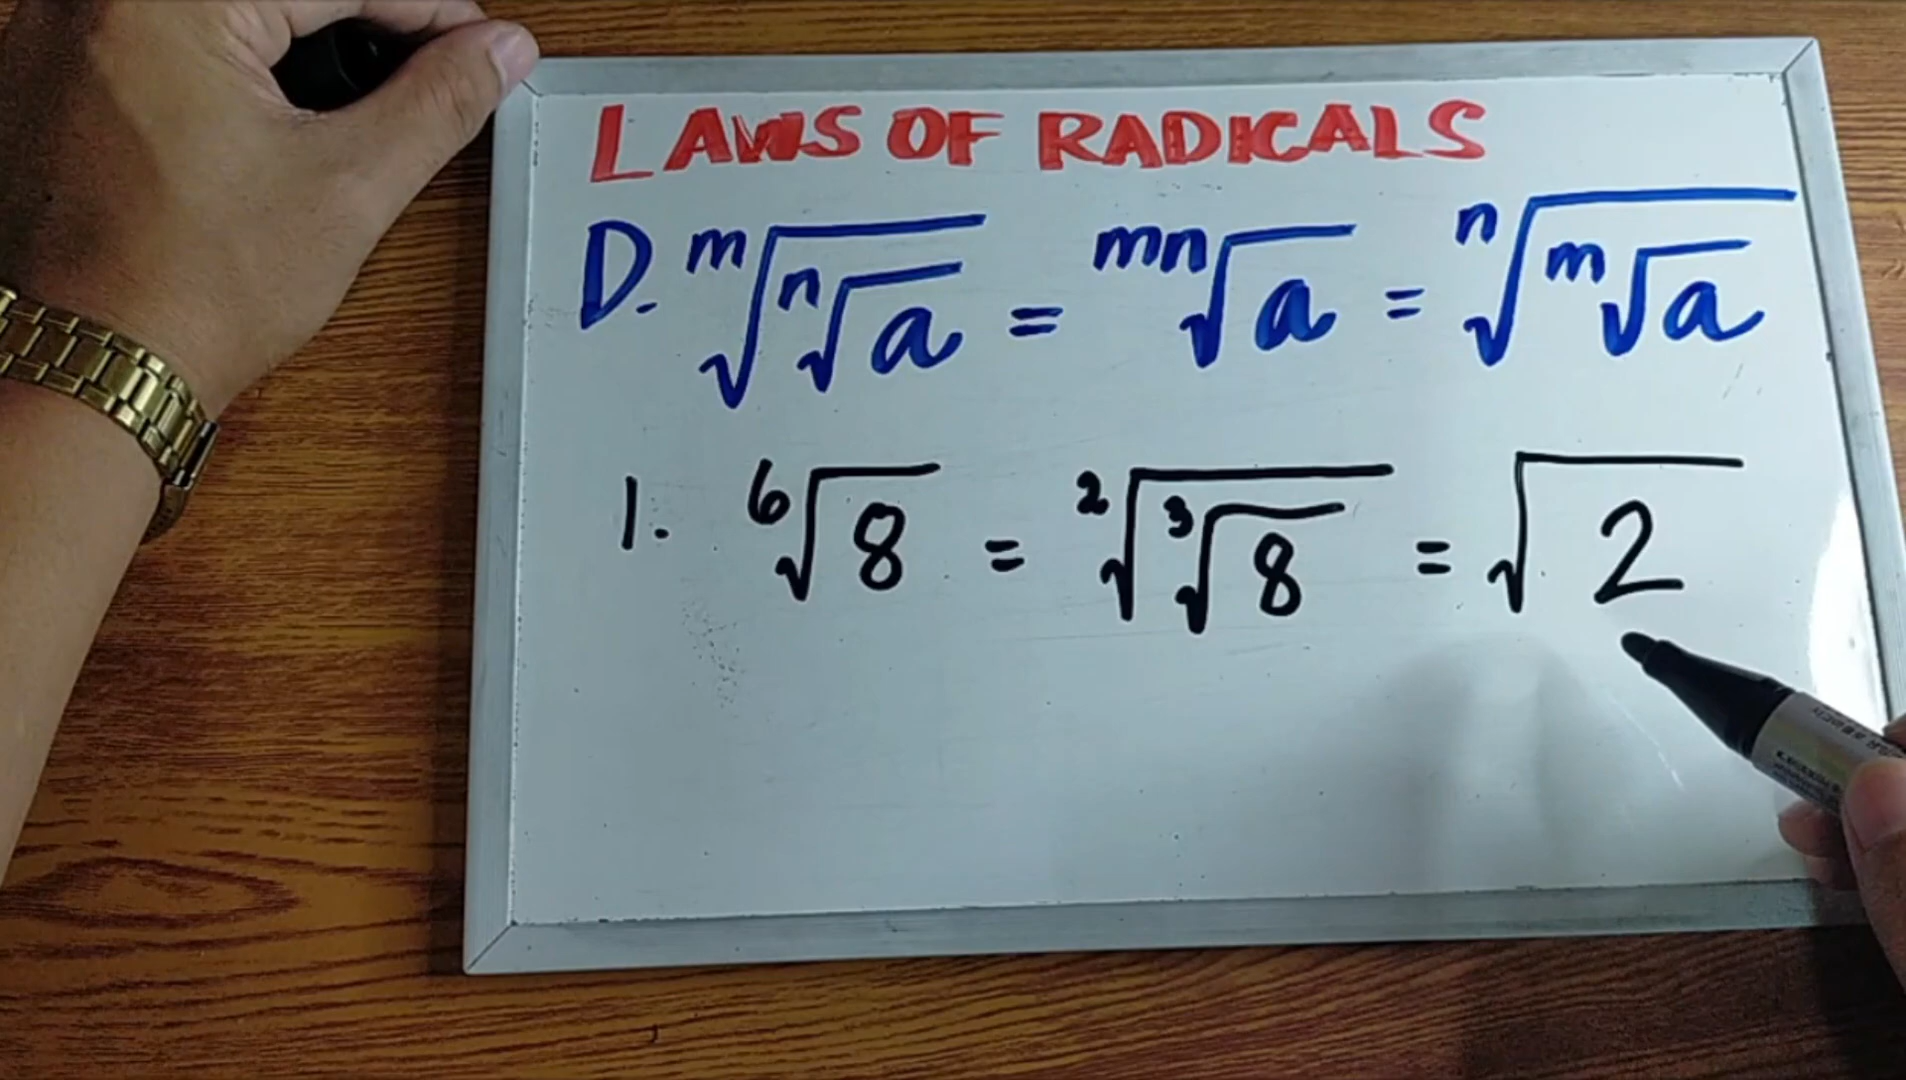 LAWS OF RADICALS
D. ᵐ√(ⁿ√a) = ᵐⁿ√a = ⁿ√(ᵐ√a)
1. ⁶√8 = ²√(³√8) = √2